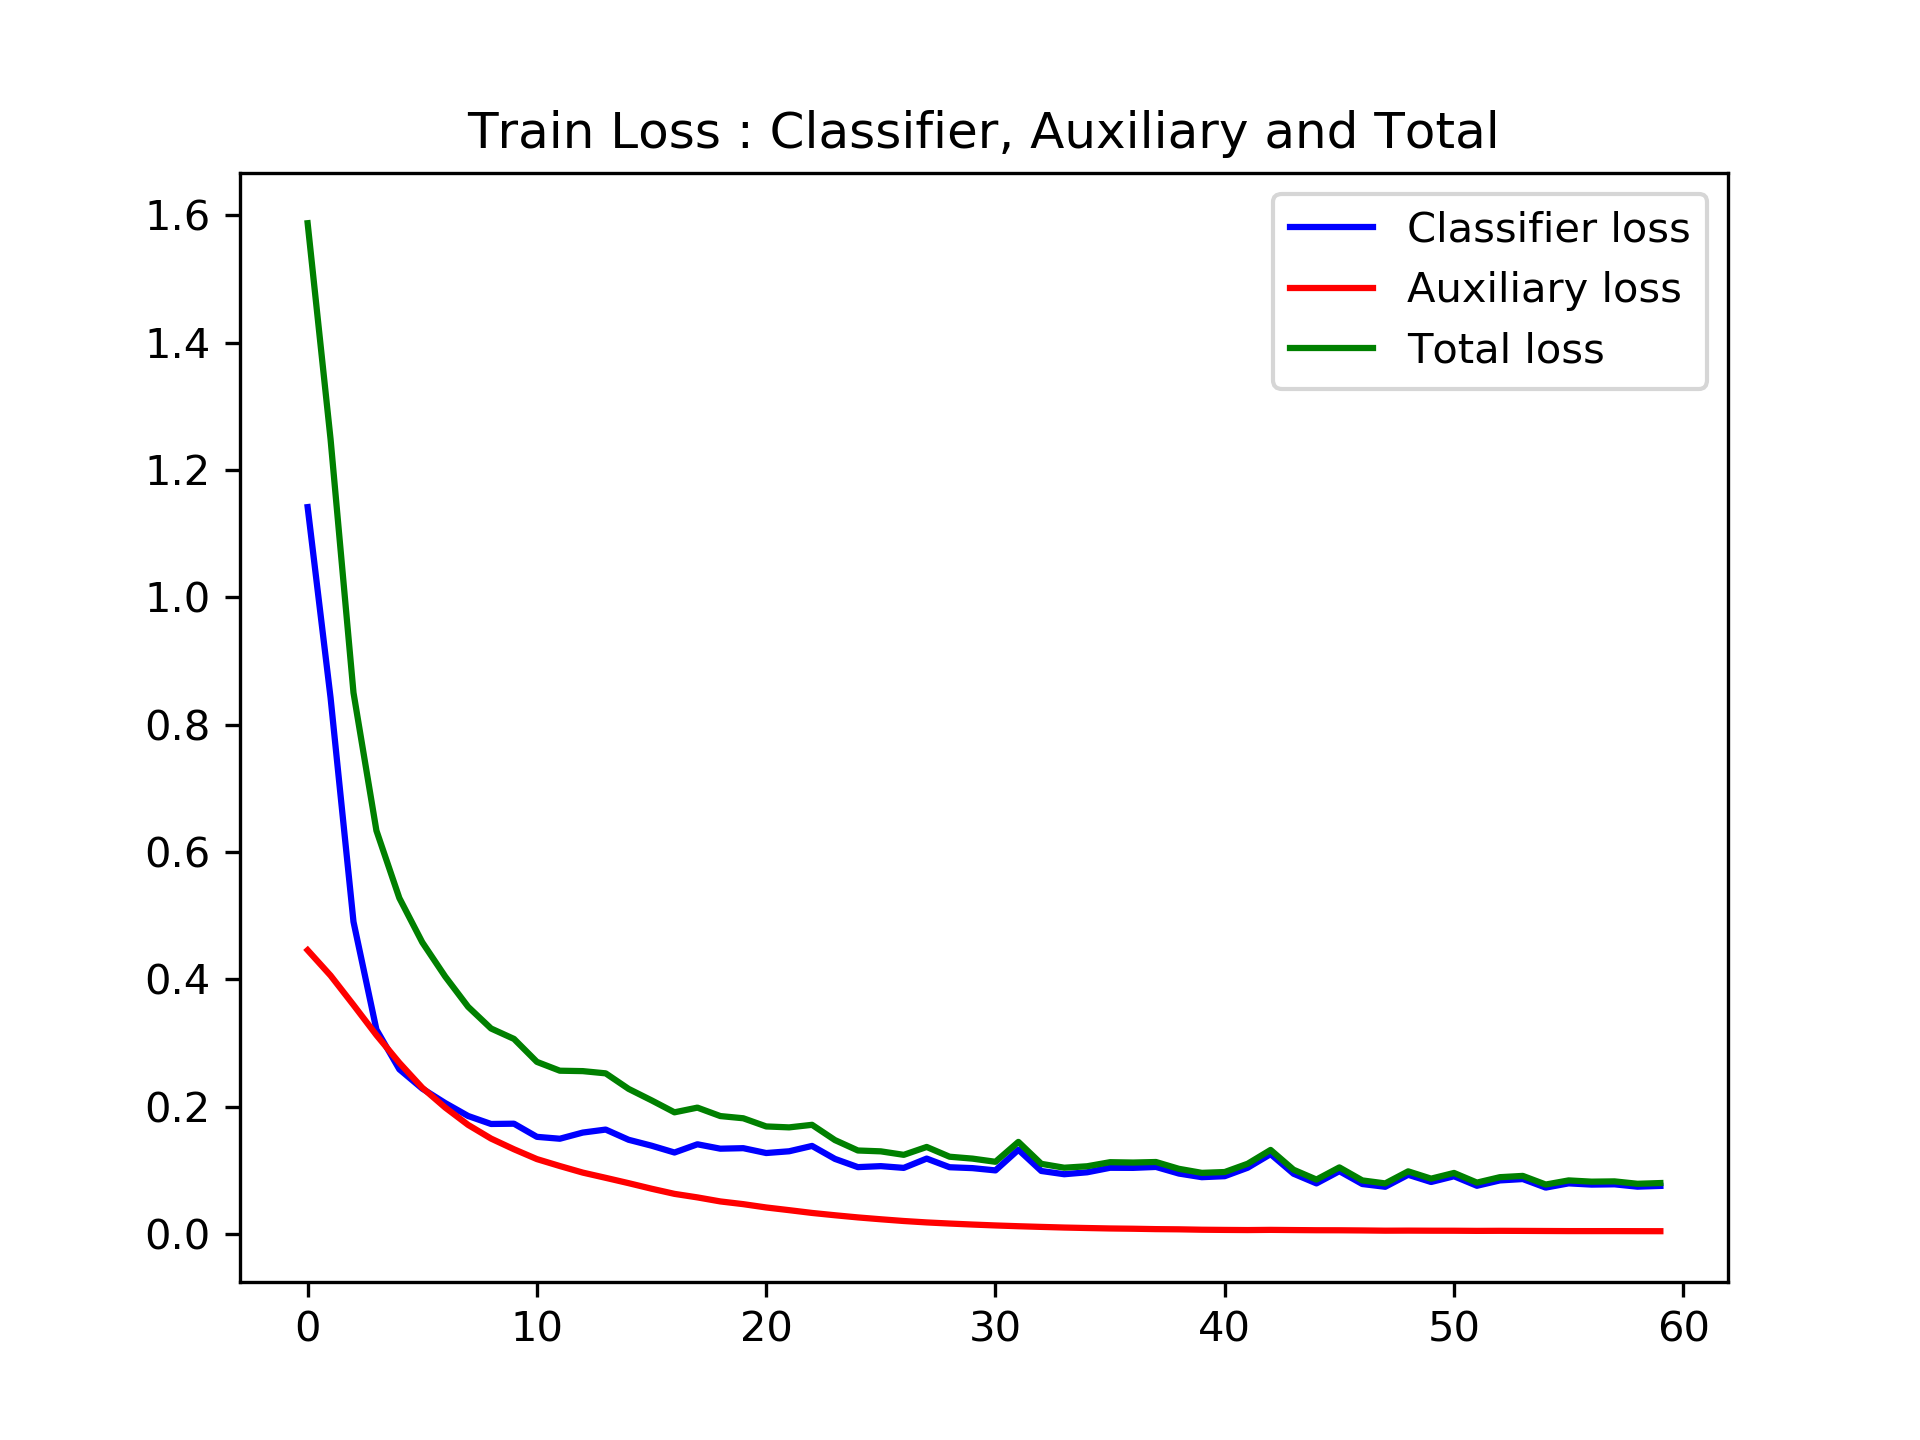 Train Loss : Classifier, Auxiliary and Total
Classifier loss
Auxiliary loss
Total loss
1.6
1.4
1.2
1.0
0.8
0.6
0.4
0.2
0.0
0 10 20 30 40 50 60